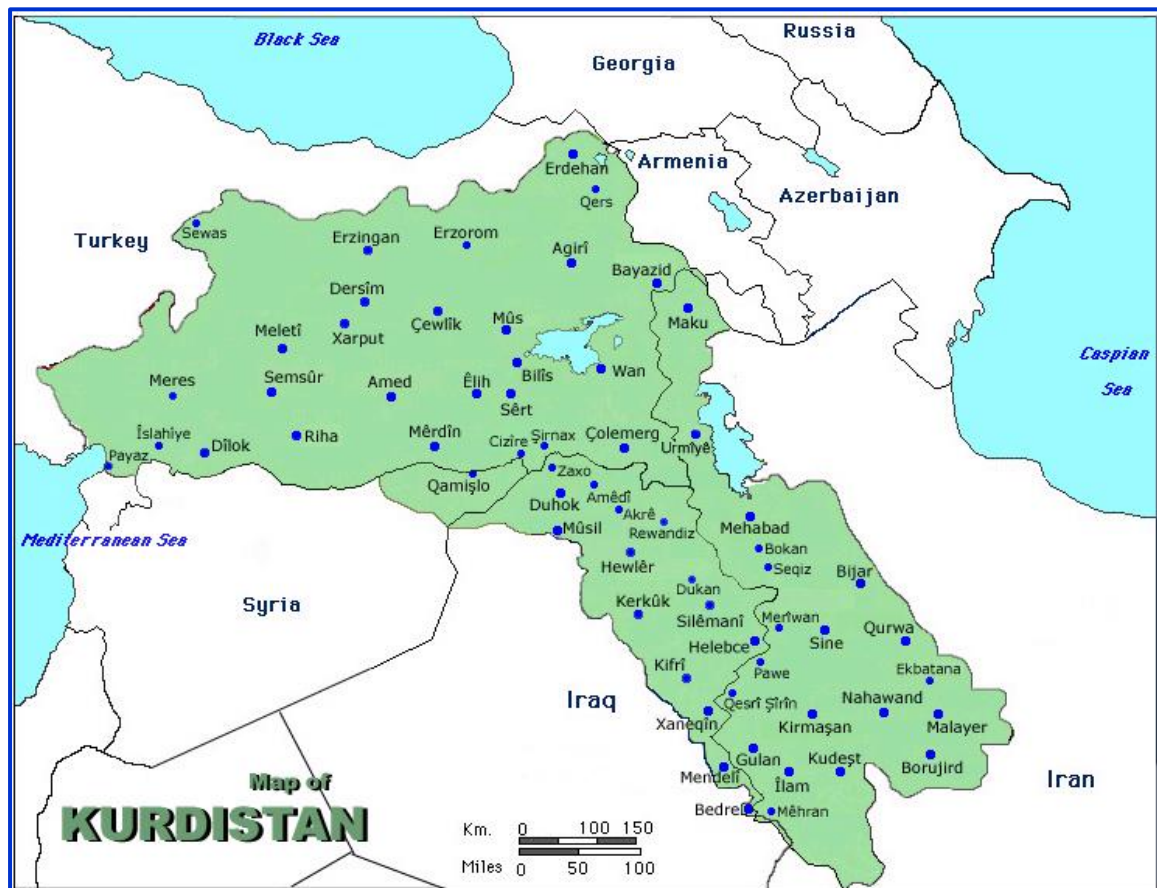 Black Sea
Russia
Georgia
Armenia
Azerbaijan
Turkey
Caspian
Sea
Mediterranean Sea
Syria
Iraq
Iran
Erdehan
Qers
Sewas
Erzingan
Erzorom
Agirî
Bayazid
Maku
Dersîm
Xarput
Çewlîk
Mûs
Meletî
Bilîs
Wan
Meres
Semsûr
Amed
Êlih
Sêrt
Îslahiye
Dîlok
Riha
Mêrdîn
Cizîre
Şirnax
Çolemerg
Urmîyê
Payaz
Qamişlo
Zaxo
Duhok
Amêdî
Akrê
Mûsil
Rewandiz
Mehabad
Bokan
Seqiz
Hewlêr
Bijar
Dukan
Kerkûk
Silêmanî
Merîwan
Sine
Qurwa
Helebce
Pawe
Ekbatana
Kifrî
Qesrî Şîrîn
Nahawand
Xaneqîn
Kirmaşan
Malayer
Gulan
Kudeşt
Borujird
Mendelî
Îlam
Mêhran
Map of
KURDISTAN
Km. 0 100 150
Miles 0 50 100